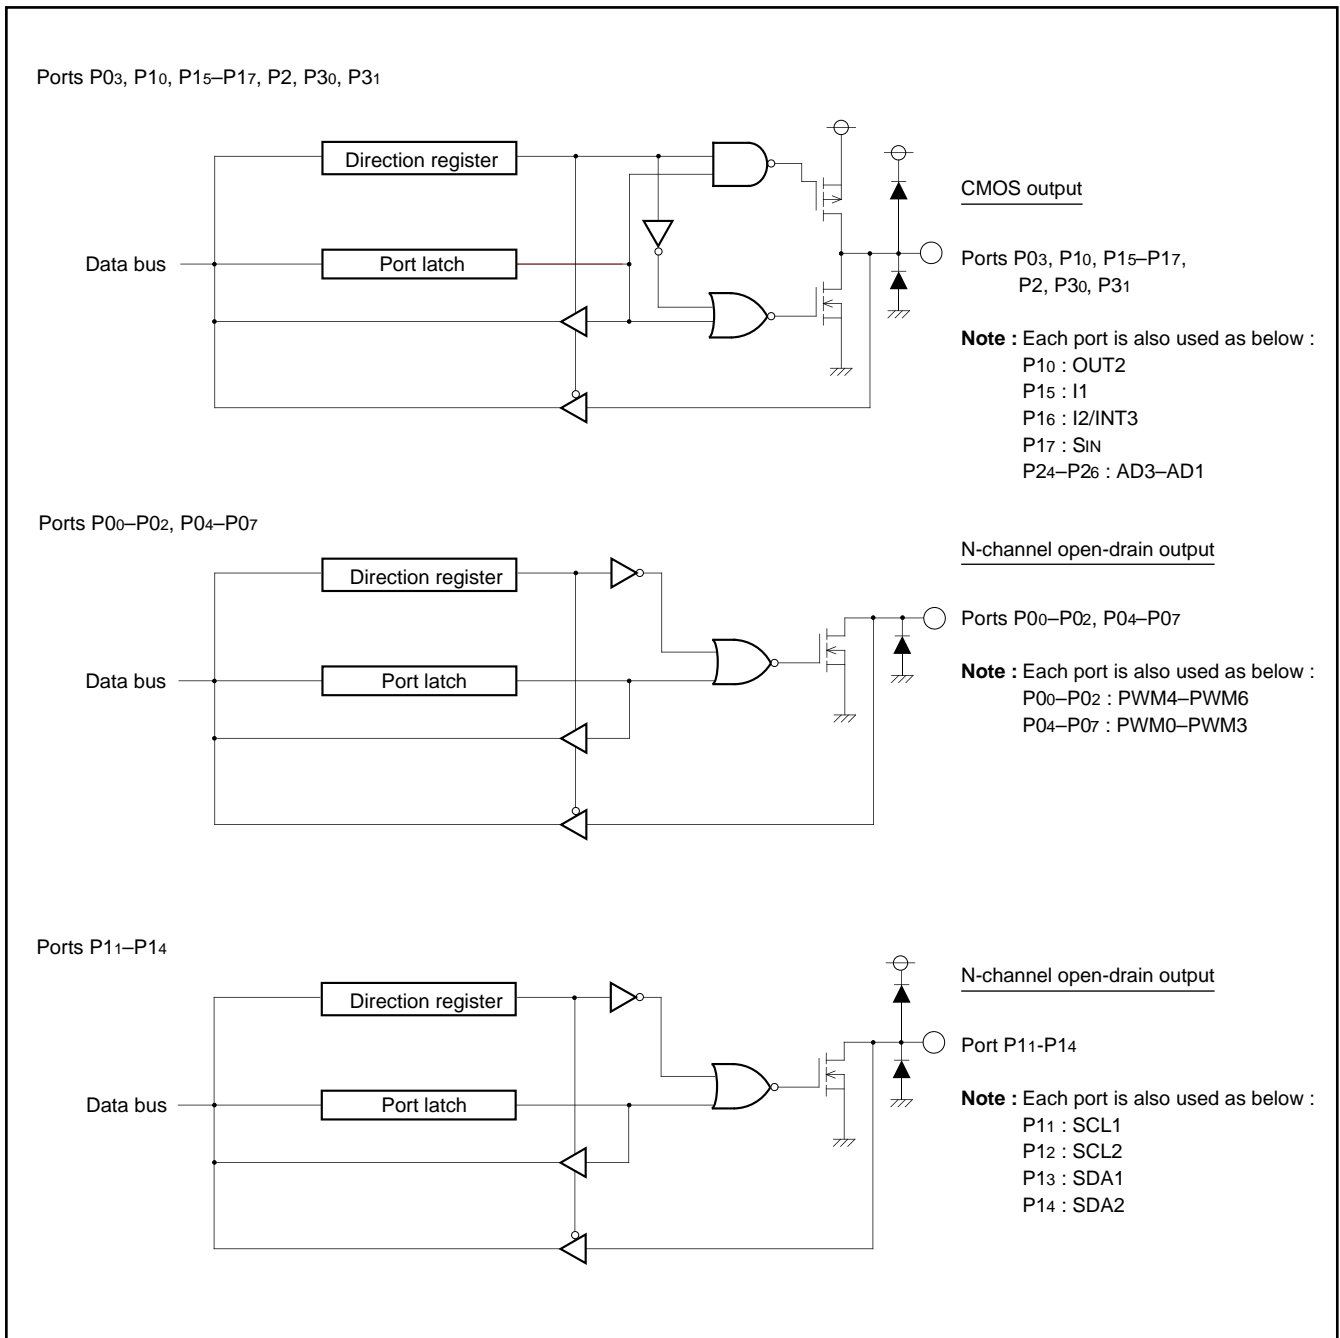 Ports P03, P10, P15–P17, P2, P30, P31
Direction register
Port latch
Data bus
CMOS output
Ports P03, P10, P15–P17,
P2, P30, P31
Note : Each port is also used as below :
P10 : OUT2
P15 : I1
P16 : I2/INT3
P17 : SIN
P24–P26 : AD3–AD1
Ports P00–P02, P04–P07
Direction register
Port latch
Data bus
N-channel open-drain output
Ports P00–P02, P04–P07
Note : Each port is also used as below :
P00–P02 : PWM4–PWM6
P04–P07 : PWM0–PWM3
Ports P11–P14
Direction register
Port latch
Data bus
N-channel open-drain output
Port P11-P14
Note : Each port is also used as below :
P11 : SCL1
P12 : SCL2
P13 : SDA1
P14 : SDA2